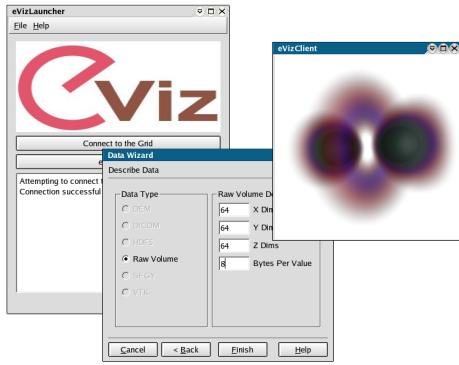 eVizLauncher
File Help
eViz
Connect to the Grid
e
Attempting to connect t
Connection successful
Data Wizard
Describe Data
Data Type
DEM
DICOM
HDF5
Raw Volume
SEGY
VTK
Raw Volume De
64 X Dim
64 Y Dim
64 Z Dims
8 Bytes Per Value
Cancel < Back Finish Help
eVizClient